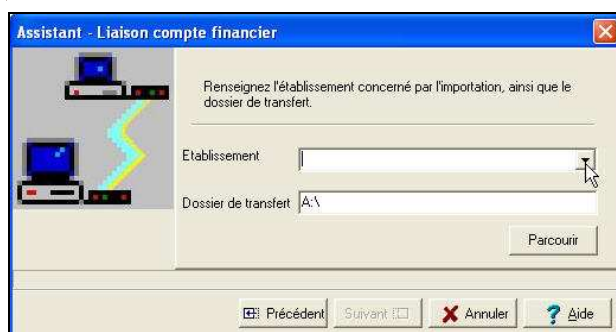 Assistant - Liaison compte financier
Renseignez l'établissement concerné par l'importation, ainsi que le
dossier de transfert.
Etablissement
Dossier de transfert A:\
Parcourir
Précédent Suivant Annuler Aide